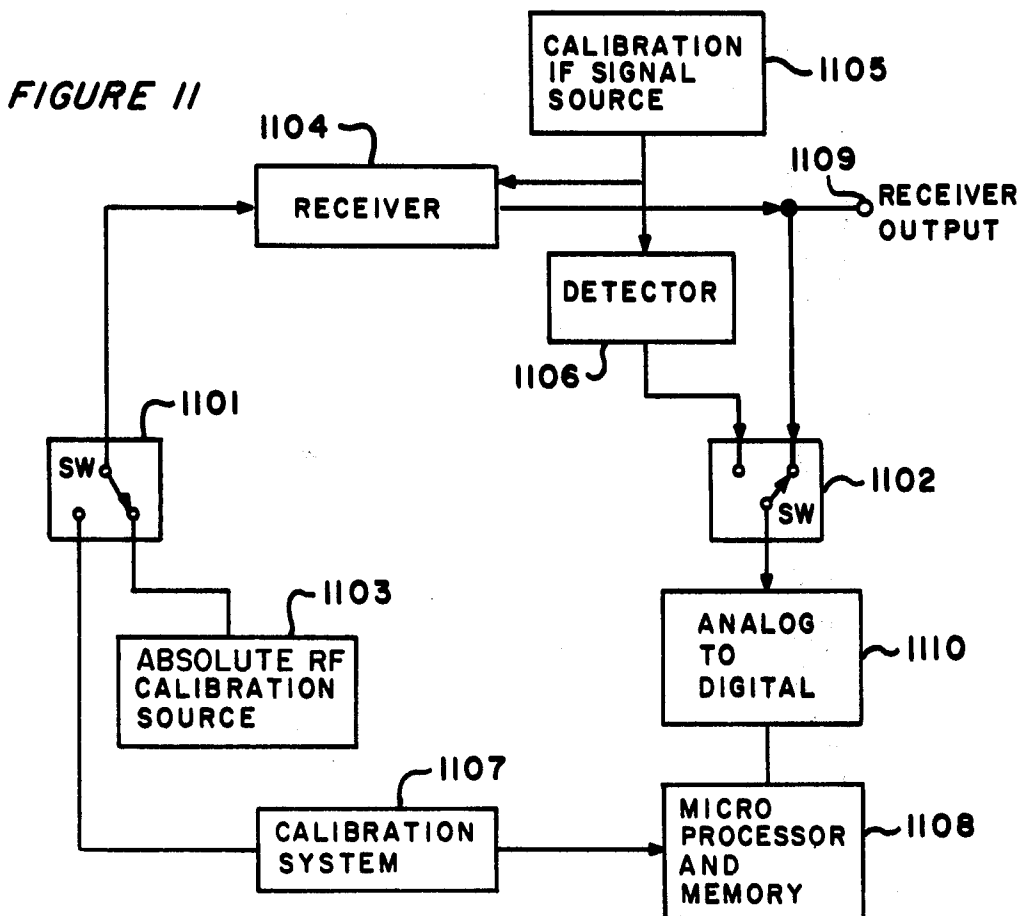 FIGURE 11
CALIBRATION
IF SIGNAL
SOURCE
1105
1104
RECEIVER
1109
RECEIVER
OUTPUT
DETECTOR
1106
1101
SW
1102
SW
1103
ABSOLUTE RF
CALIBRATION
SOURCE
ANALOG
TO
DIGITAL
1110
1107
CALIBRATION
SYSTEM
MICRO
PROCESSOR
AND
MEMORY
1108